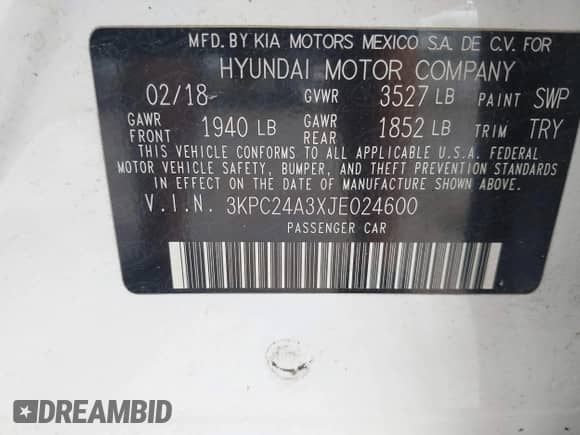 MFD. BY KIA MOTORS MEXICO S.A. DE C.V. FOR
HYUNDAI MOTOR COMPANY
02/18 GVWR 3527 LB PAINT SWP
GAWR FRONT 1940 LB GAWR REAR 1852 LB TRIM TRY
THIS VEHICLE CONFORMS TO ALL APPLICABLE U.S.A. FEDERAL
MOTOR VEHICLE SAFETY, BUMPER, AND THEFT PREVENTION STANDARDS
IN EFFECT ON THE DATE OF MANUFACTURE SHOWN ABOVE.
V.I.N. 3KPC24A3XJE024600
PASSENGER CAR
DREAMBID